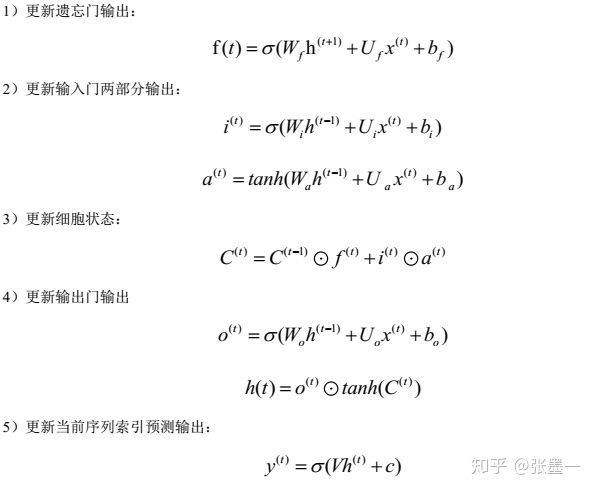 1）更新遗忘门输出：
f(t) = σ(W_f h^(t+1) + U_f x^(t) + b_f)
2）更新输入门两部分输出：
i^(t) = σ(W_i h^(t−1) + U_i x^(t) + b_i)
a^(t) = tanh(W_a h^(t−1) + U_a x^(t) + b_a)
3）更新细胞状态：
C^(t) = C^(t−1) ⊙ f^(t) + i^(t) ⊙ a^(t)
4）更新输出门输出
o^(t) = σ(W_o h^(t−1) + U_o x^(t) + b_o)
h(t) = o^(t) ⊙ tanh(C^(t))
5）更新当前序列索引预测输出：
y^(t) = σ(Vh^(t) + c)
知乎 @张墨一